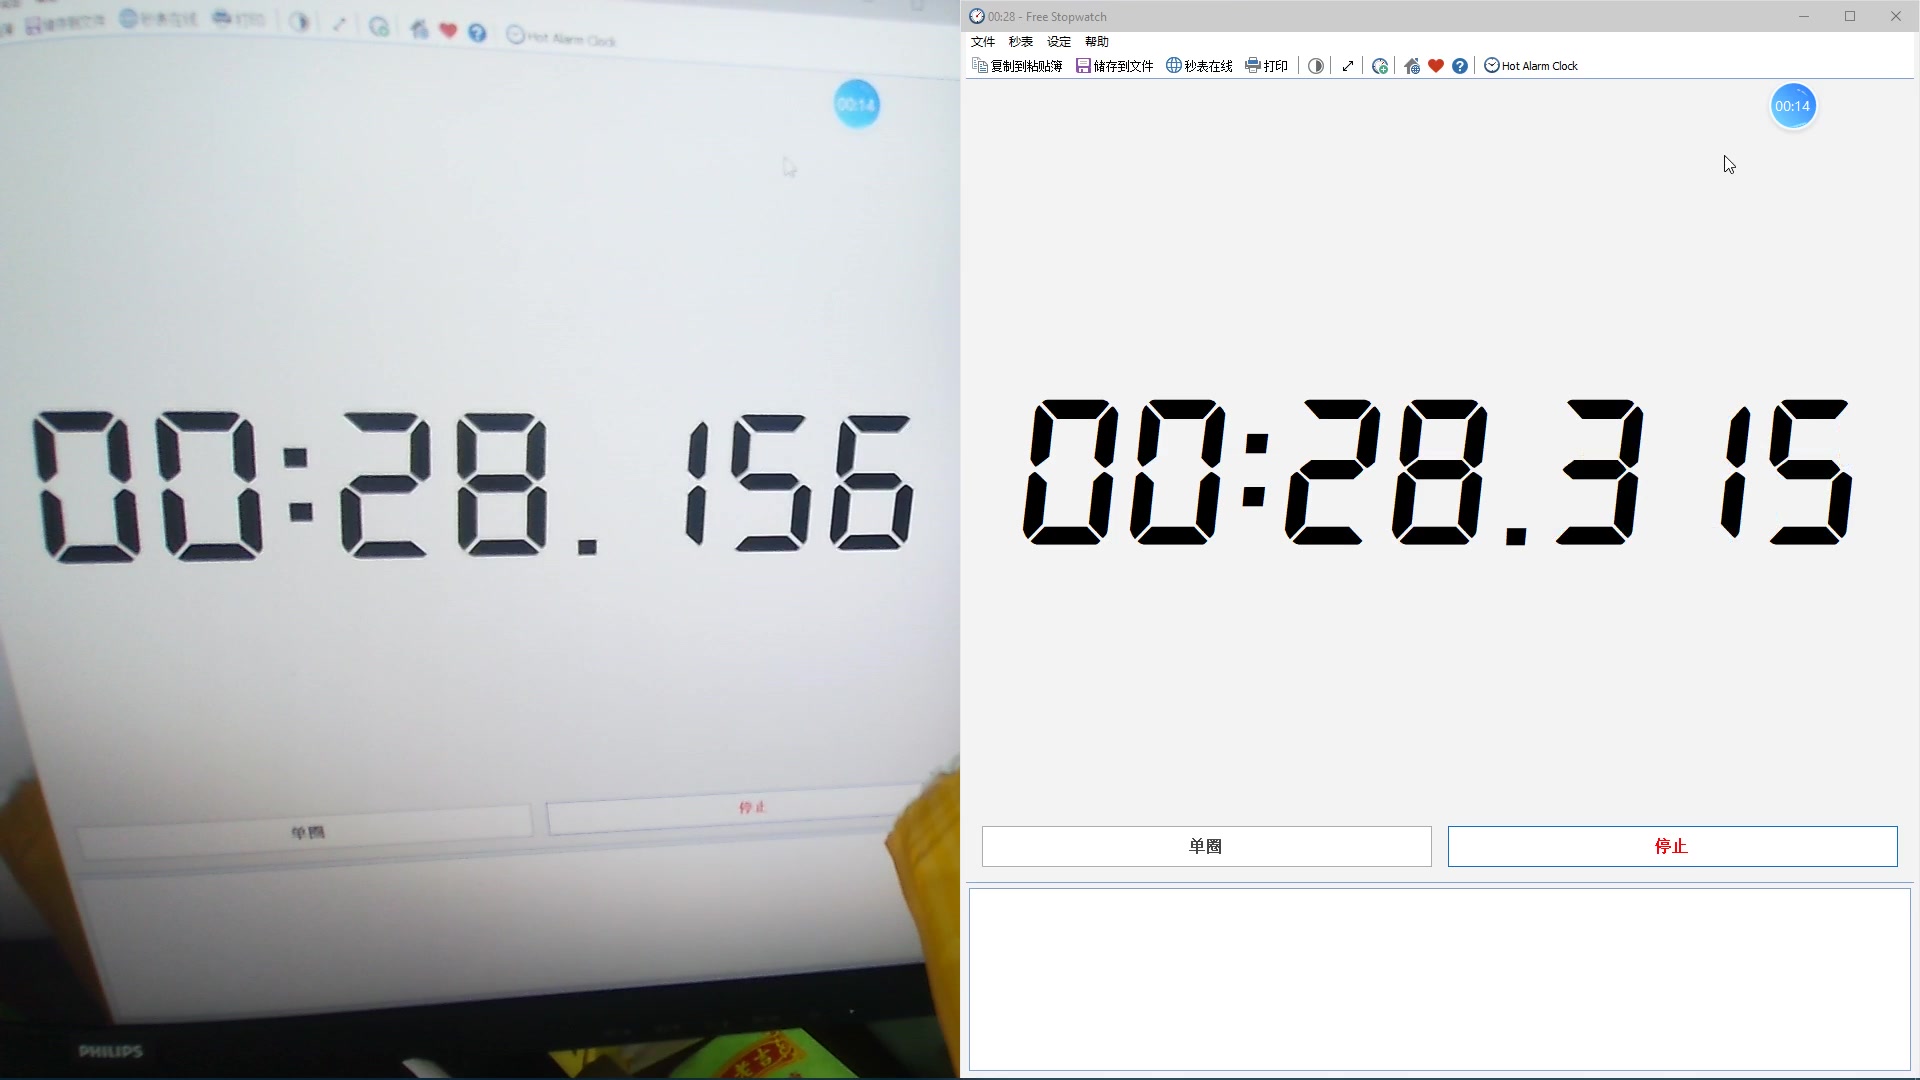 储存到文件 秒表在线 打印 Hot Alarm Clock
00:14
00:28.156
单圈 停止
PHILIPS
00:28 - Free Stopwatch
文件 秒表 设定 帮助
复制到粘贴簿 储存到文件 秒表在线 打印 Hot Alarm Clock
00:14
00:28.315
单圈 停止